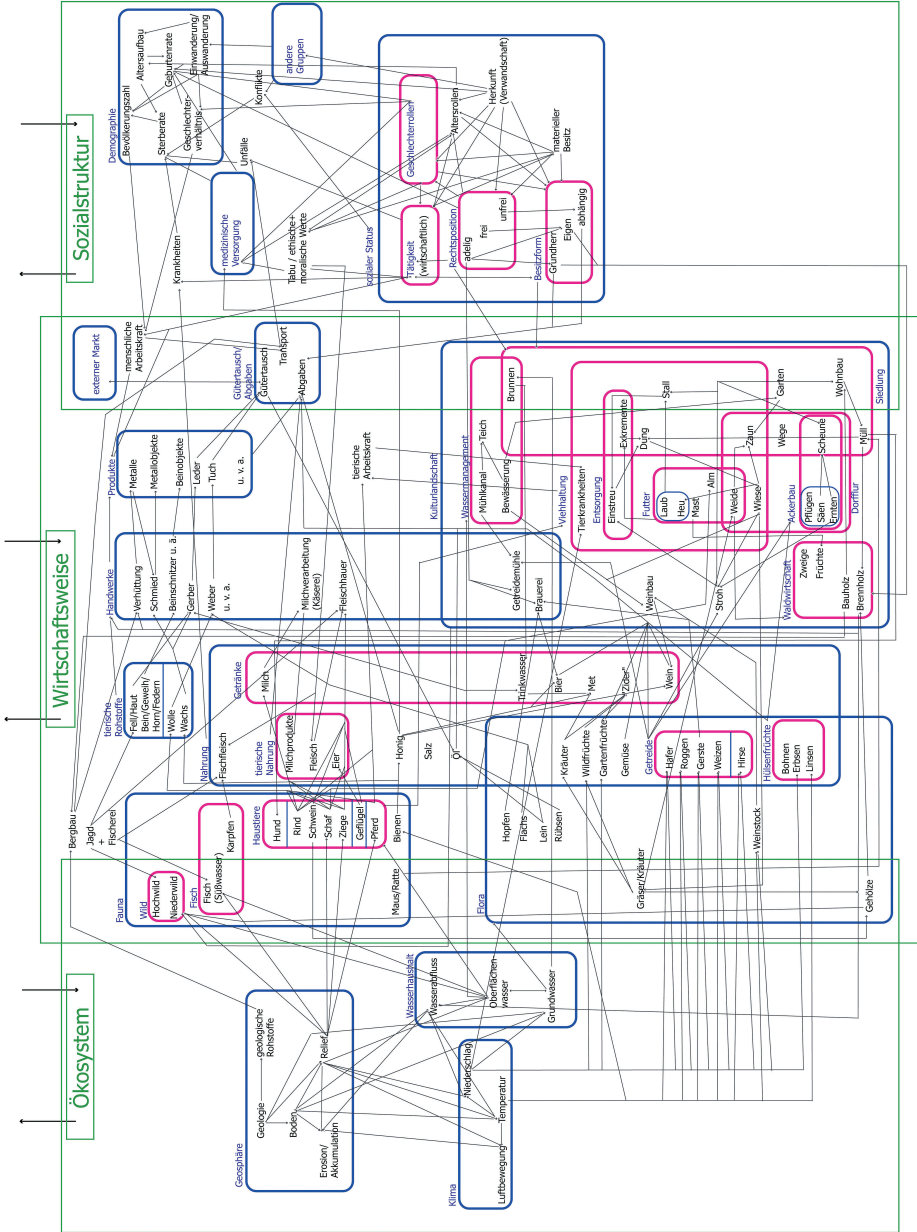 Ökosystem
Wirtschaftsweise
Sozialstruktur
Geosphäre
Geologie
geologische
Rohstoffe
Boden
Relief
Erosion/
Akkumulation
Klima
Niederschlag
Temperatur
Luftbewegung
Wasserhaushalt
Wasserabfluss
Oberflächen
wasser
Grundwasser
Bergbau
Jagd
+
Fischerei
Fauna
Wild
Hochwild
Niederwild
Fisch
Fisch
(Süßwasser)
Karpfen
Haustiere
Hund
Rind
Schwein
Schaf
Ziege
Geflügel
Pferd
Bienen
Maus/Ratte
Flora
Hopfen
Flachs
Lein
Rübsen
Gräser/Kräuter
Weinstock
Gehölze
Kräuter
Wildfrüchte
Gartenfrüchte
Gemüse
Getreide
Hafer
Roggen
Gerste
Weizen
Hirse
Hülsenfrüchte
Bohnen
Erbsen
Linsen
tierische
Rohstoffe
Fell/Haut
Bein/Geweih/
Horn/Federn
Wolle
Wachs
Nahrung
Fischfleisch
tierische
Nahrung
Milchprodukte
Fleisch
Eier
Honig
Salz
Öl
Getränke
Milch
Trinkwasser
Bier
Met
„Zider“
Wein
Handwerke
Verhüttung
Schmied
Beinschnitzer u. ä.
Gerber
Weber
u. v. a.
Milchverarbeitung
(Käserei)
Fleischhauer
Getreidemühle
Brauerei
Weinbau
Produkte
Metalle
Metallobjekte
Beinobjekte
Leder
Tuch
u. v. a.
externer Markt
menschliche
Arbeitskraft
Gütertausch/
Abgaben
Gütertausch
Transport
Abgaben
tierische
Arbeitskraft
Kulturlandschaft
Wassermanagement
Mühlkanal
Teich
Bewässerung
Brunnen
Viehhaltung
Tierkrankheiten
Entsorgung
Einstreu
Exkremente
Dung
Stall
Futter
Laub
Heu
Mast
Alm
Weide
Wiese
Stroh
Zaun
Wege
Garten
Ackerbau
Pflügen
Säen
Ernten
Scheune
Waldwirtschaft
Zweige
Früchte
Bauholz
Brennholz
Dorfflur
Müll
Wohnbau
Siedlung
Demographie
Bevölkerungszahl
Altersaufbau
Sterberate
Geburtenrate
Geschlechter-
verhältnis
Einwanderung/
Auswanderung
andere
Gruppen
Konflikte
Unfälle
Krankheiten
medizinische
Versorgung
Tabu / ethische+
moralische Werte
sozialer Status
Tätigkeit
(wirtschaftlich)
Geschlechterrollen
Altersrollen
Herkunft
(Verwandschaft)
Rechtsposition
adelig
frei
unfrei
materieller
Besitz
Besitzform
Grundherr
Eigen
abhängig